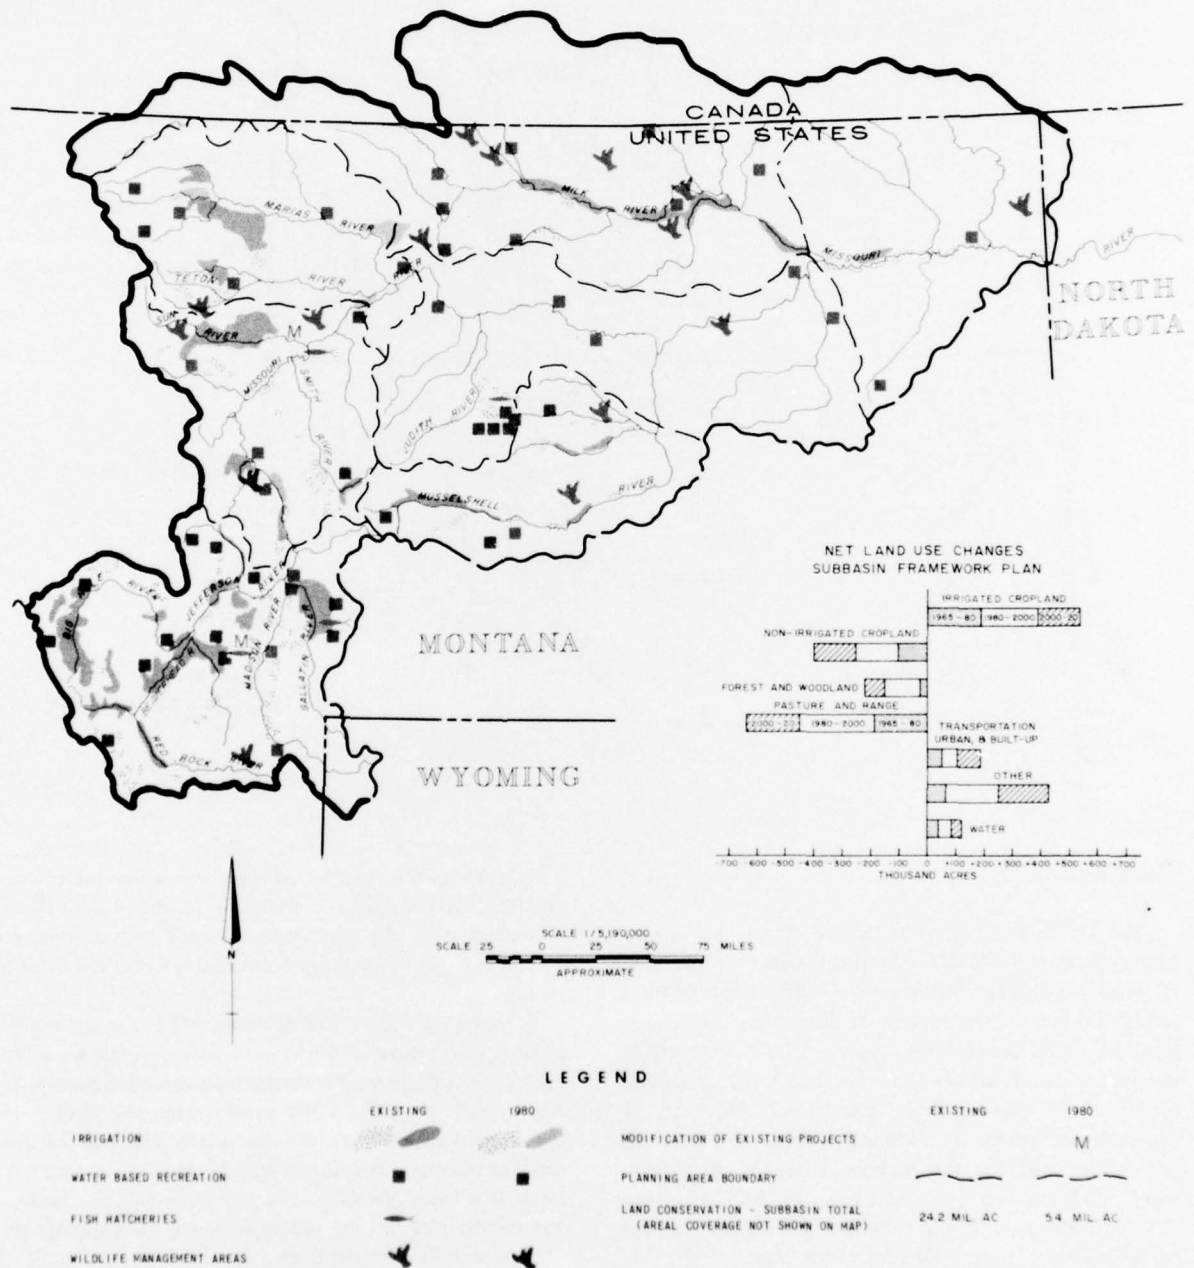 CANADA
UNITED STATES
MILK
RIVER
MARIAS
RIVER
MISSOURI
RIVER
TETON
RIVER
RIVER
NORTH
DAKOTA
SUN
RIVER
M
MISSOURI
SMITH
RIVER
JUDITH RIVER
MUSSELSHELL
RIVER
BIG HOLE
RIVER
JEFFERSON
RIVER
M
MADISON
RIVER
GALLATIN
RIVER
MONTANA
RED ROCK RIVER
WYOMING
NET LAND USE CHANGES
SUBBASIN FRAMEWORK PLAN
IRRIGATED CROPLAND
1965-80 1980-2000 2000-20
NON-IRRIGATED CROPLAND
FOREST AND WOODLAND
PASTURE AND RANGE
2000-20 1980-2000 1965-80
TRANSPORTATION
URBAN, & BUILT-UP
OTHER
WATER
-700 -600 -500 -400 -300 -200 -100 0 +100 +200 +300 +400 +500 +600 +700
THOUSAND ACRES
N
SCALE 1/5,190,000
SCALE 25 0 25 50 75 MILES
APPROXIMATE
LEGEND
EXISTING 1980
IRRIGATION
WATER BASED RECREATION
FISH HATCHERIES
WILDLIFE MANAGEMENT AREAS
EXISTING 1980
MODIFICATION OF EXISTING PROJECTS M
PLANNING AREA BOUNDARY
LAND CONSERVATION - SUBBASIN TOTAL
(AREAL COVERAGE NOT SHOWN ON MAP) 24.2 MIL. AC 5.4 MIL. AC